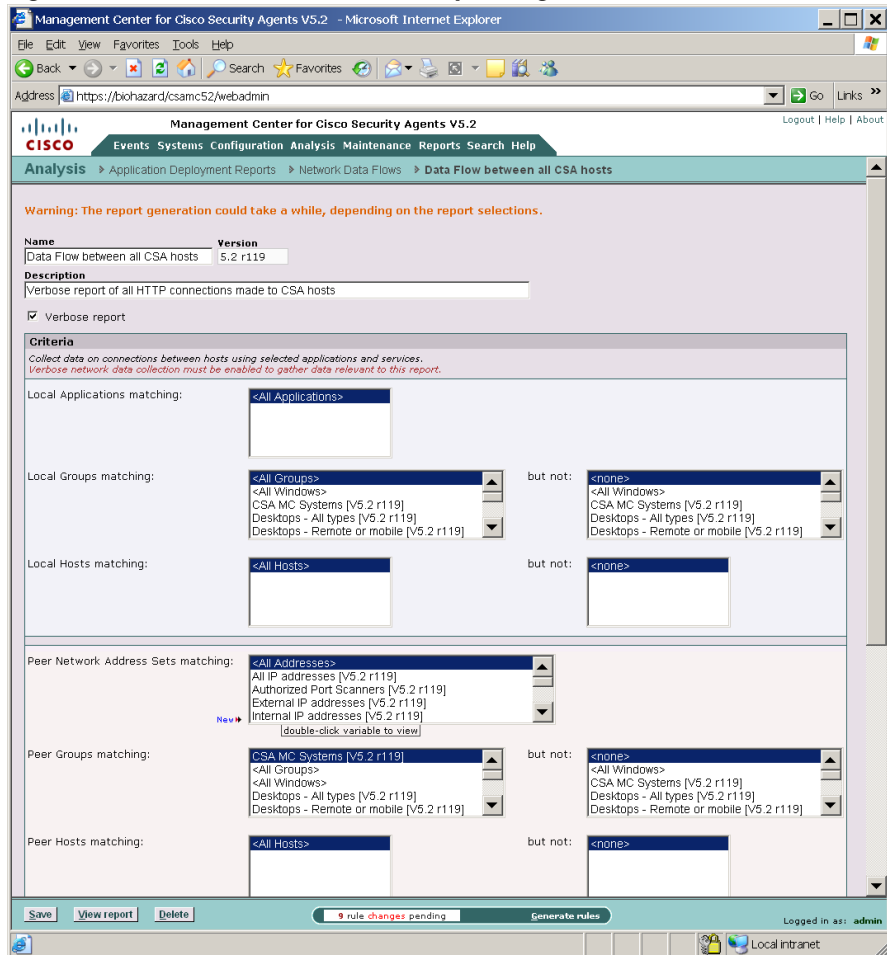 Management Center for Cisco Security Agents V5.2 - Microsoft Internet Explorer
File Edit View Favorites Tools Help
Back Search Favorites
Address https://biohazard/csamc52/webadmin Go Links »
Management Center for Cisco Security Agents V5.2 Logout | Help | About
CISCO Events Systems Configuration Analysis Maintenance Reports Search Help
Analysis Application Deployment Reports Network Data Flows Data Flow between all CSA hosts
Warning: The report generation could take a while, depending on the report selections.
Name Version
Data Flow between all CSA hosts 5.2 r119
Description
Verbose report of all HTTP connections made to CSA hosts
Verbose report
Criteria
Collect data on connections between hosts using selected applications and services.
Verbose network data collection must be enabled to gather data relevant to this report.
Local Applications matching: <All Applications>
Local Groups matching: <All Groups> but not: <none>
<All Windows> <All Windows>
CSA MC Systems [V5.2 r119] CSA MC Systems [V5.2 r119]
Desktops - All types [V5.2 r119] Desktops - All types [V5.2 r119]
Desktops - Remote or mobile [V5.2 r119] Desktops - Remote or mobile [V5.2 r119]
Local Hosts matching: <All Hosts> but not: <none>
Peer Network Address Sets matching: <All Addresses>
All IP addresses [V5.2 r119]
Authorized Port Scanners [V5.2 r119]
External IP addresses [V5.2 r119]
New Internal IP addresses [V5.2 r119]
double-click variable to view
Peer Groups matching: CSA MC Systems [V5.2 r119] but not: <none>
<All Groups> <All Windows>
<All Windows> CSA MC Systems [V5.2 r119]
Desktops - All types [V5.2 r119] Desktops - All types [V5.2 r119]
Desktops - Remote or mobile [V5.2 r119] Desktops - Remote or mobile [V5.2 r119]
Peer Hosts matching: <All Hosts> but not: <none>
Save View report Delete 9 rule changes pending Generate rules Logged in as: admin
Local intranet